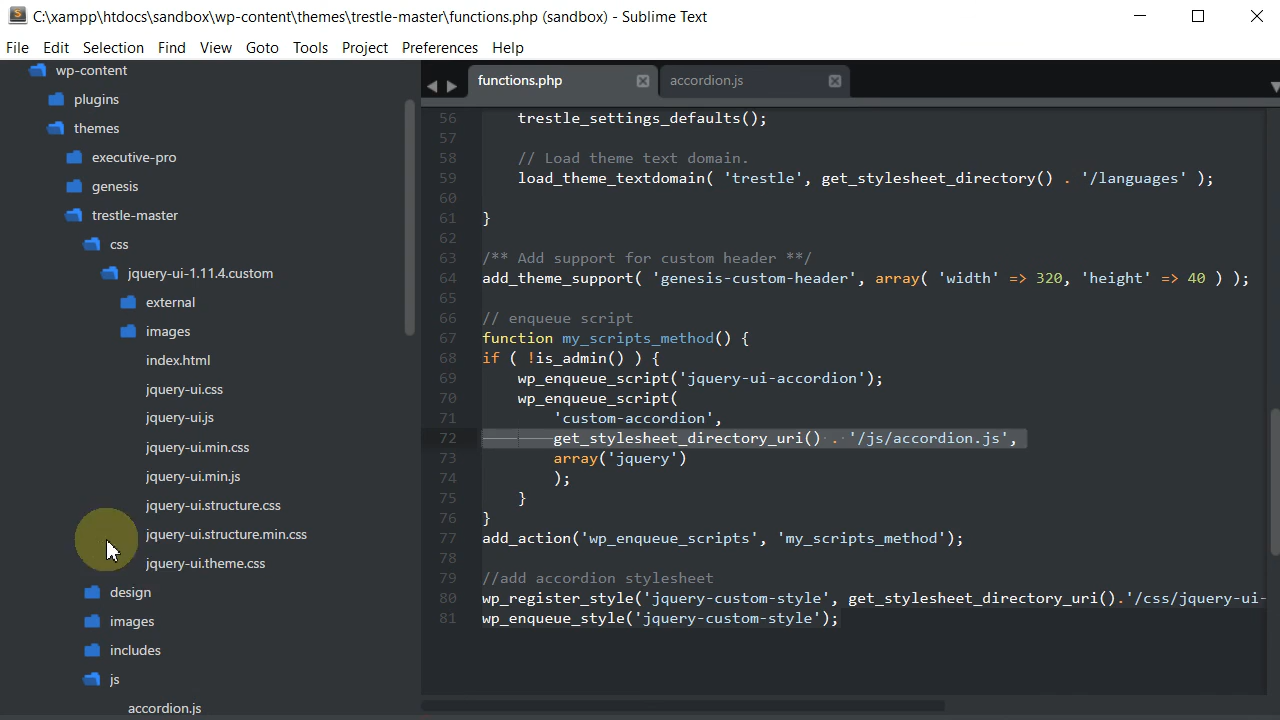 C:\xampp\htdocs\sandbox\wp-content\themes\trestle-master\functions.php (sandbox) - Sublime Text
File Edit Selection Find View Goto Tools Project Preferences Help
wp-content
plugins
themes
executive-pro
genesis
trestle-master
css
jquery-ui-1.11.4.custom
external
images
index.html
jquery-ui.css
jquery-ui.js
jquery-ui.min.css
jquery-ui.min.js
jquery-ui.structure.css
jquery-ui.structure.min.css
jquery-ui.theme.css
design
images
includes
js
accordion.js
functions.php accordion.js
56 trestle_settings_defaults();
57
58 // Load theme text domain.
59 load_theme_textdomain( 'trestle', get_stylesheet_directory() . '/languages' );
60
61 }
62
63 /** Add support for custom header **/
64 add_theme_support( 'genesis-custom-header', array( 'width' => 320, 'height' => 40 ) );
65
66 // enqueue script
67 function my_scripts_method() {
68 if ( !is_admin() ) {
69 wp_enqueue_script('jquery-ui-accordion');
70 wp_enqueue_script(
71 'custom-accordion',
72 get_stylesheet_directory_uri() . '/js/accordion.js',
73 array('jquery')
74 );
75 }
76 }
77 add_action('wp_enqueue_scripts', 'my_scripts_method');
78
79 //add accordion stylesheet
80 wp_register_style('jquery-custom-style', get_stylesheet_directory_uri().'/css/jquery-ui-
81 wp_enqueue_style('jquery-custom-style');